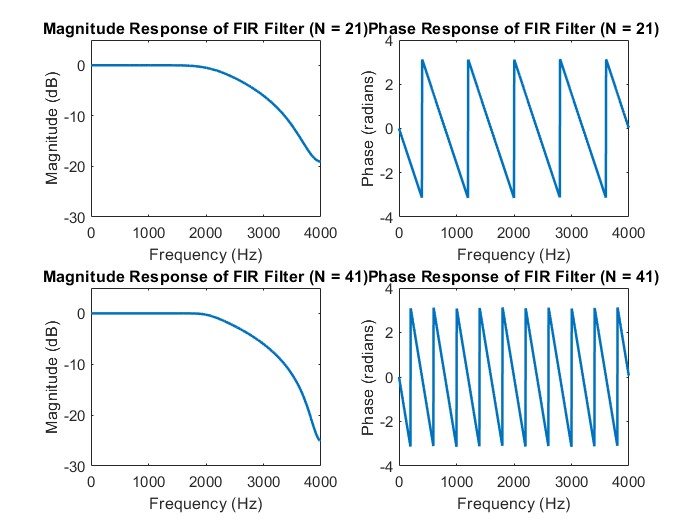 Magnitude Response of FIR Filter (N = 21)
0
-10
-20
-30
Magnitude (dB)
0 1000 2000 3000 4000
Frequency (Hz)
Phase Response of FIR Filter (N = 21)
4
2
0
-2
-4
Phase (radians)
0 1000 2000 3000 4000
Frequency (Hz)
Magnitude Response of FIR Filter (N = 41)
0
-10
-20
-30
Magnitude (dB)
0 1000 2000 3000 4000
Frequency (Hz)
Phase Response of FIR Filter (N = 41)
4
2
0
-2
-4
Phase (radians)
0 1000 2000 3000 4000
Frequency (Hz)